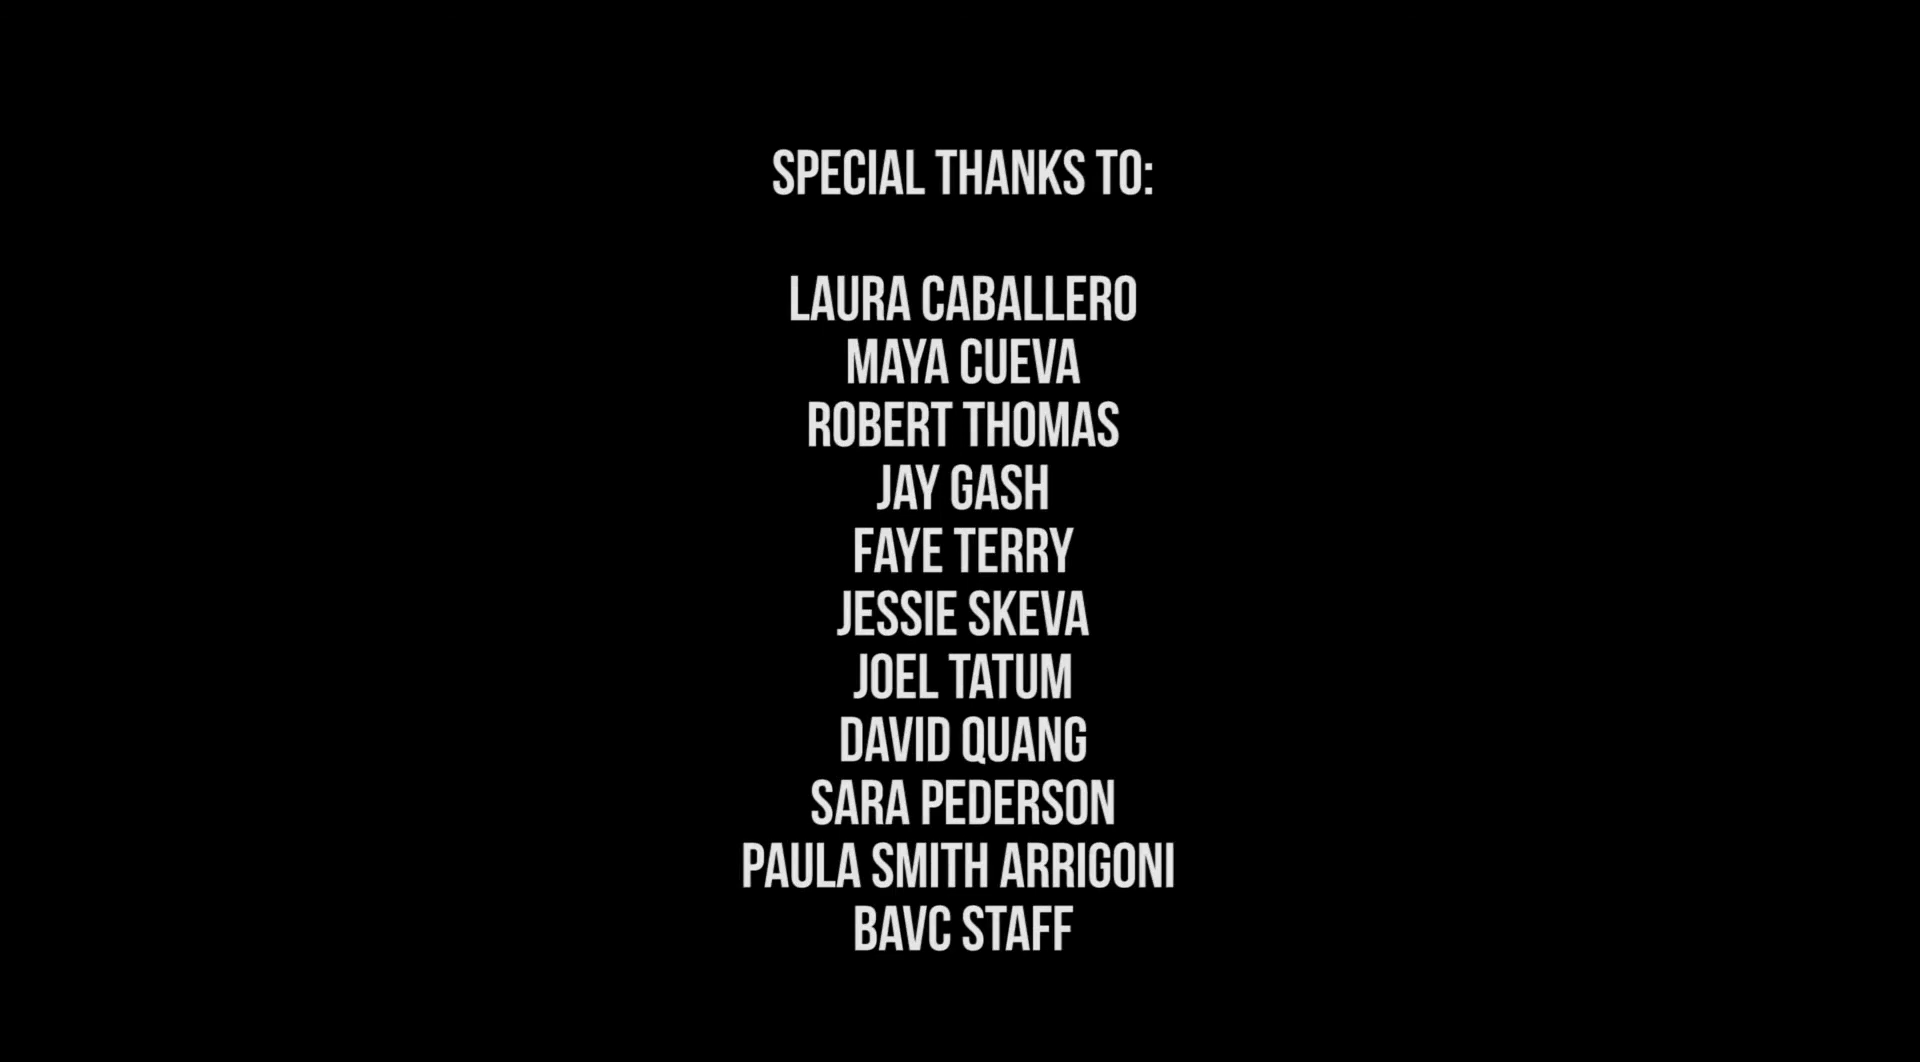 SPECIAL THANKS TO:
LAURA CABALLERO
MAYA CUEVA
ROBERT THOMAS
JAY GASH
FAYE TERRY
JESSIE SKEVA
JOEL TATUM
DAVID QUANG
SARA PEDERSON
PAULA SMITH ARRIGONI
BAVC STAFF